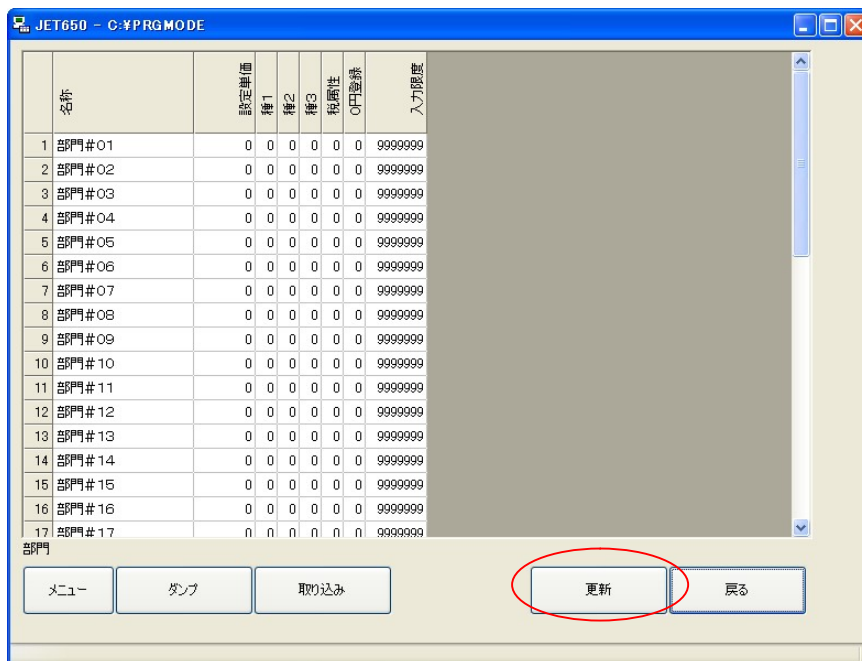 JET650 - C:¥PRGMODE
名称 設定単価 種1 種2 種3 税属性 0円登録 入力限度
1 部門#01 0 0 0 0 0 0 9999999
2 部門#02 0 0 0 0 0 0 9999999
3 部門#03 0 0 0 0 0 0 9999999
4 部門#04 0 0 0 0 0 0 9999999
5 部門#05 0 0 0 0 0 0 9999999
6 部門#06 0 0 0 0 0 0 9999999
7 部門#07 0 0 0 0 0 0 9999999
8 部門#08 0 0 0 0 0 0 9999999
9 部門#09 0 0 0 0 0 0 9999999
10 部門#10 0 0 0 0 0 0 9999999
11 部門#11 0 0 0 0 0 0 9999999
12 部門#12 0 0 0 0 0 0 9999999
13 部門#13 0 0 0 0 0 0 9999999
14 部門#14 0 0 0 0 0 0 9999999
15 部門#15 0 0 0 0 0 0 9999999
16 部門#16 0 0 0 0 0 0 9999999
17 部門#17 0 0 0 0 0 0 9999999
部門
メニュー ダンプ 取り込み 更新 戻る